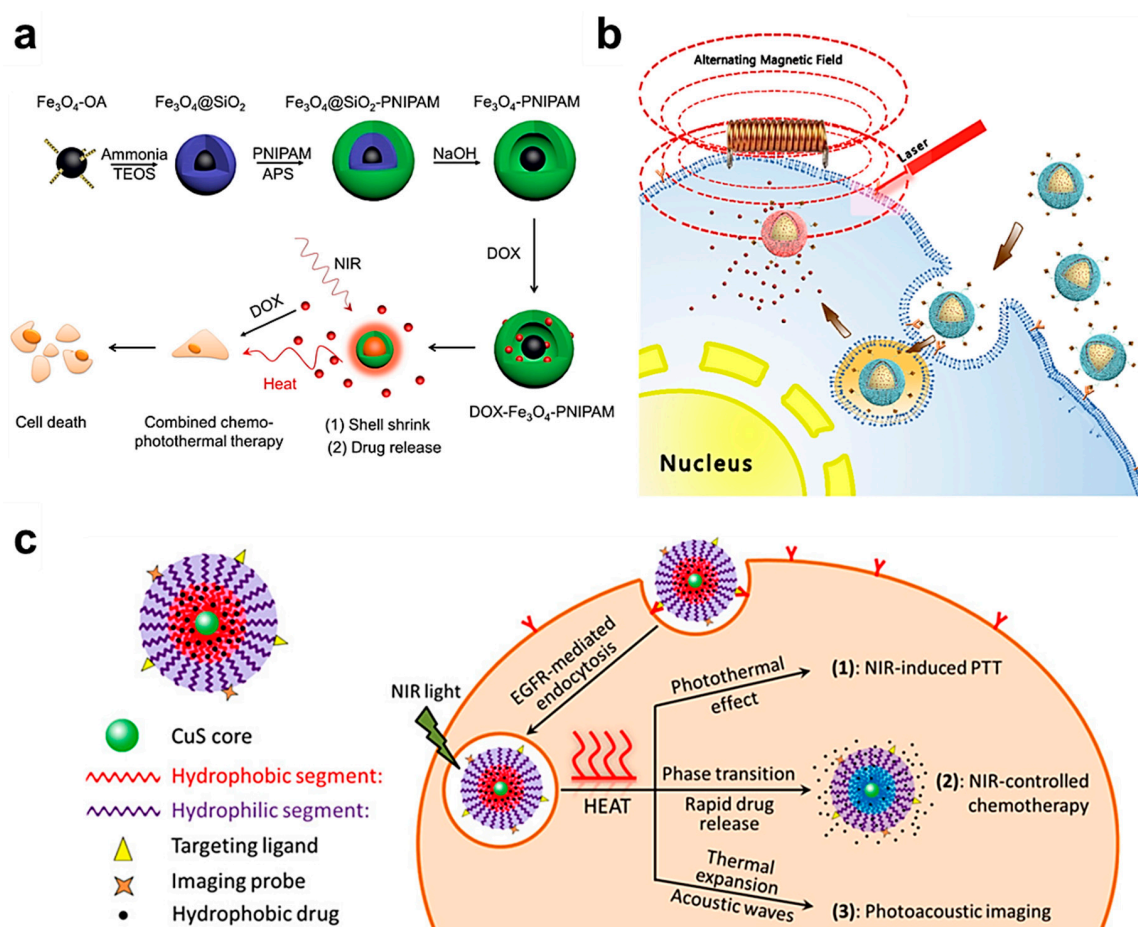 a
Fe₃O₄-OA
Fe₃O₄@SiO₂
Fe₃O₄@SiO₂-PNIPAM
Fe₃O₄-PNIPAM
Ammonia
TEOS
PNIPAM
APS
NaOH
DOX
NIR
DOX
Heat
Cell death
Combined chemo-
photothermal therapy
(1) Shell shrink
(2) Drug release
DOX-Fe₃O₄-PNIPAM
b
Alternating Magnetic Field
Laser
Nucleus
c
CuS core
Hydrophobic segment:
Hydrophilic segment:
Targeting ligand
Imaging probe
Hydrophobic drug
NIR light
EGFR-mediated
endocytosis
HEAT
Photothermal
effect
(1): NIR-induced PTT
Phase transition
Rapid drug
release
(2): NIR-controlled
chemotherapy
Thermal
expansion
Acoustic waves
(3): Photoacoustic imaging